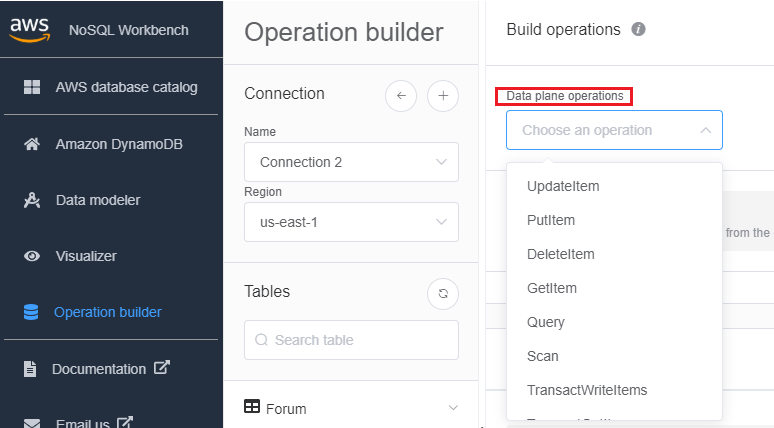 aws
NoSQL Workbench
AWS database catalog
Amazon DynamoDB
Data modeler
Visualizer
Operation builder
Documentation
Email us
Operation builder
Connection
Name
Connection 2
Region
us-east-1
Tables
Search table
Forum
Build operations
Data plane operations
Choose an operation
UpdateItem
PutItem
DeleteItem
GetItem
Query
Scan
TransactWriteItems
from the